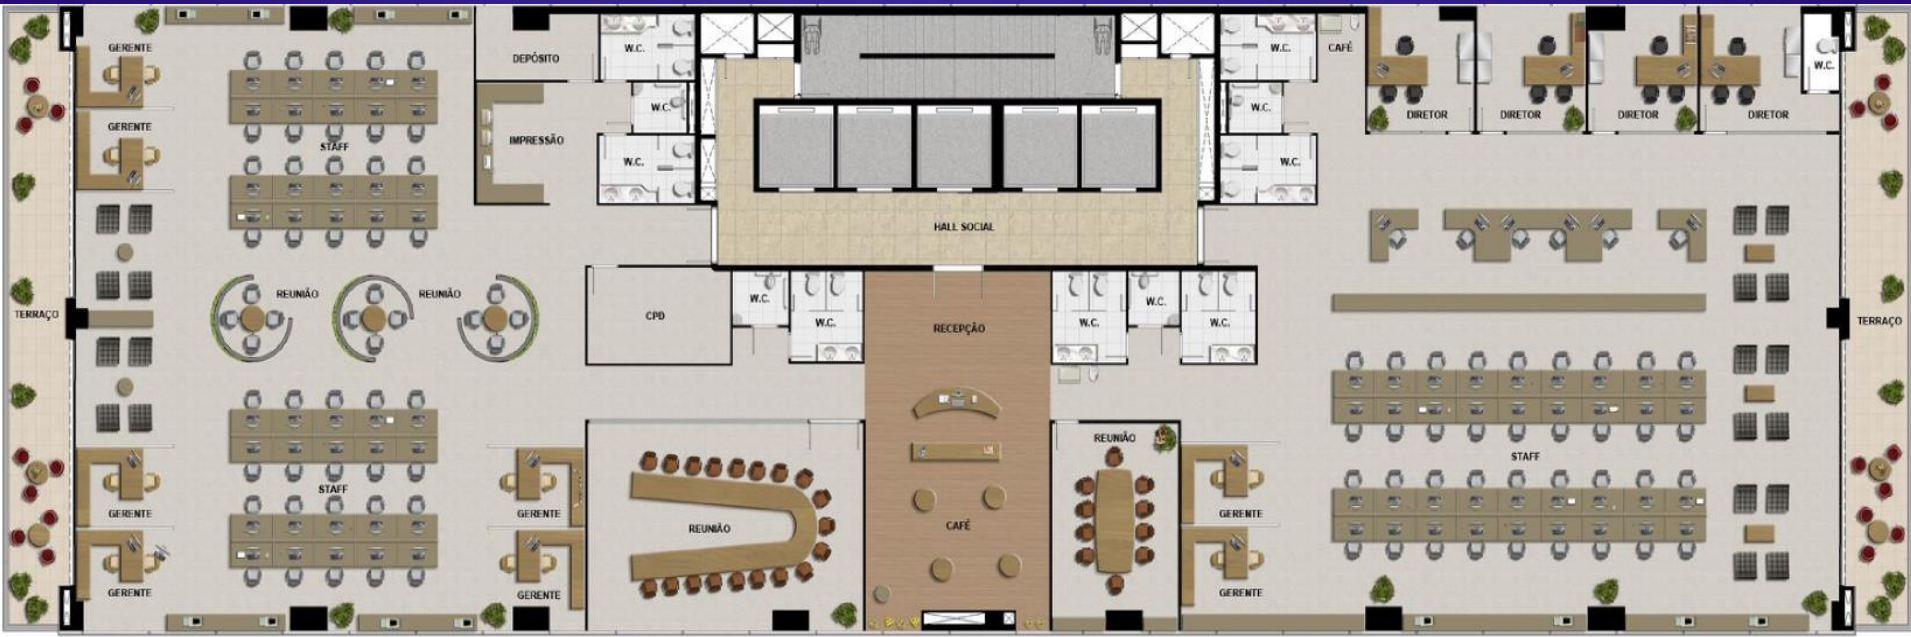 GERENTE
DEPÓSITO
W.C.
W.C.
CAFÉ
W.C.
DIRETOR
DIRETOR
DIRETOR
DIRETOR
W.C.
W.C.
GERENTE
STAFF
IMPRESSÃO
W.C.
W.C.
HALL SOCIAL
TERRAÇO
REUNIÃO
REUNIÃO
CPD
W.C.
W.C.
RECEPÇÃO
W.C.
W.C.
W.C.
TERRAÇO
REUNIÃO
STAFF
STAFF
GERENTE
GERENTE
REUNIÃO
CAFÉ
GERENTE
GERENTE
GERENTE
GERENTE